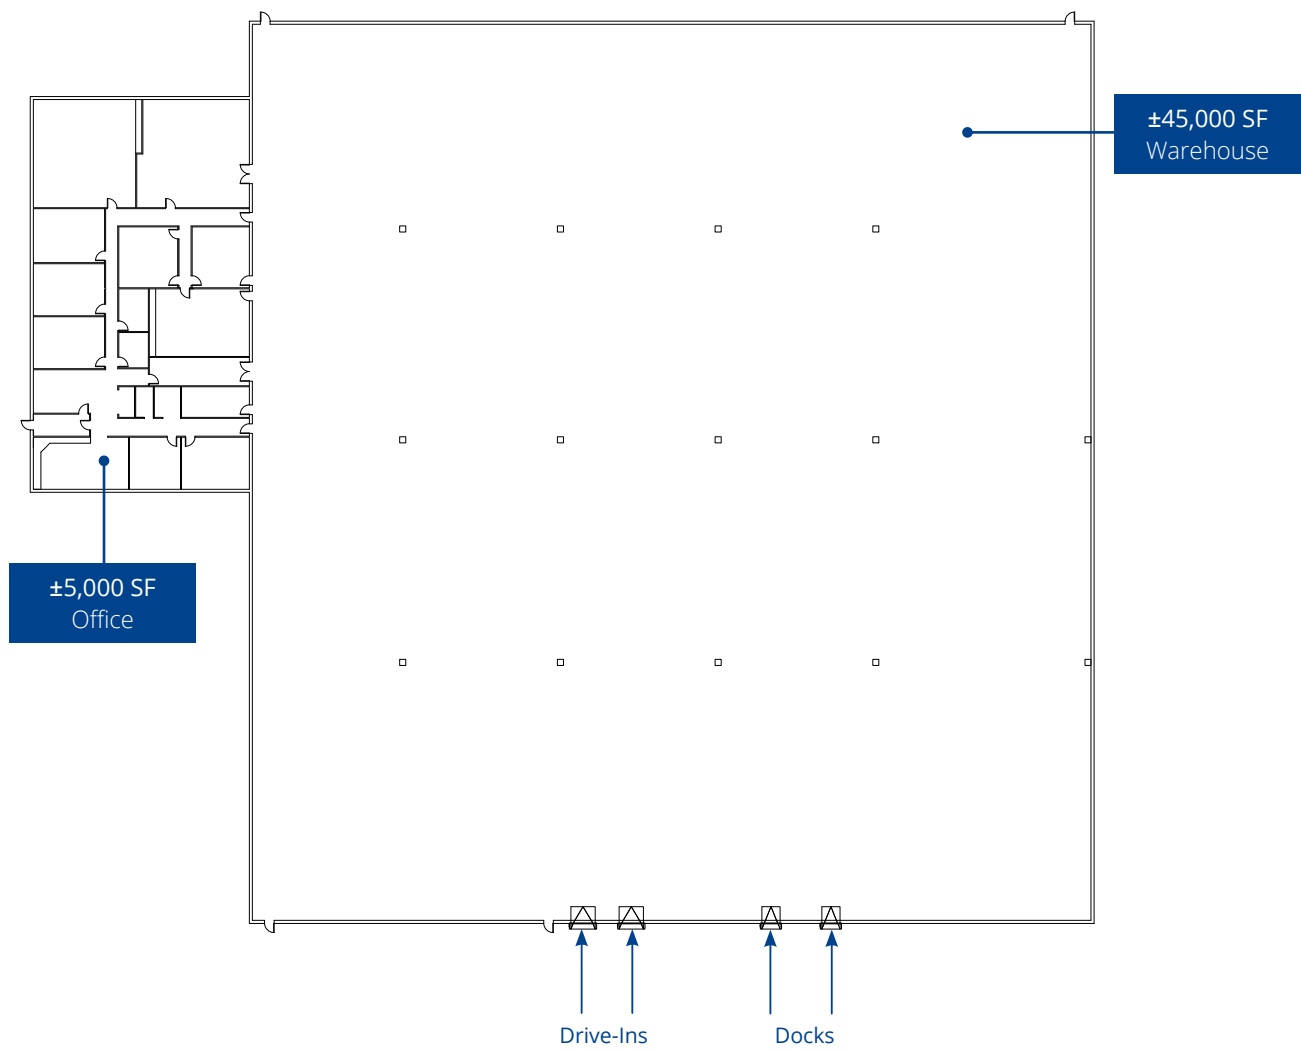 ±45,000 SF
Warehouse
±5,000 SF
Office
Drive-Ins
Docks